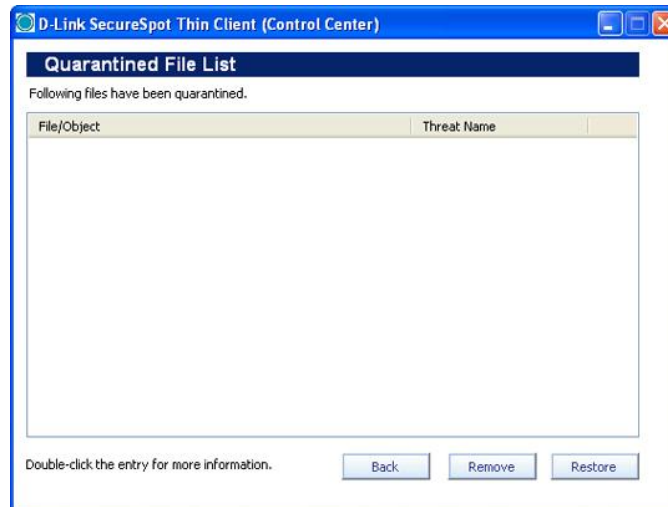 D-Link SecureSpot Thin Client (Control Center)
Quarantined File List
Following files have been quarantined.
File/Object Threat Name
Double-click the entry for more information. Back Remove Restore